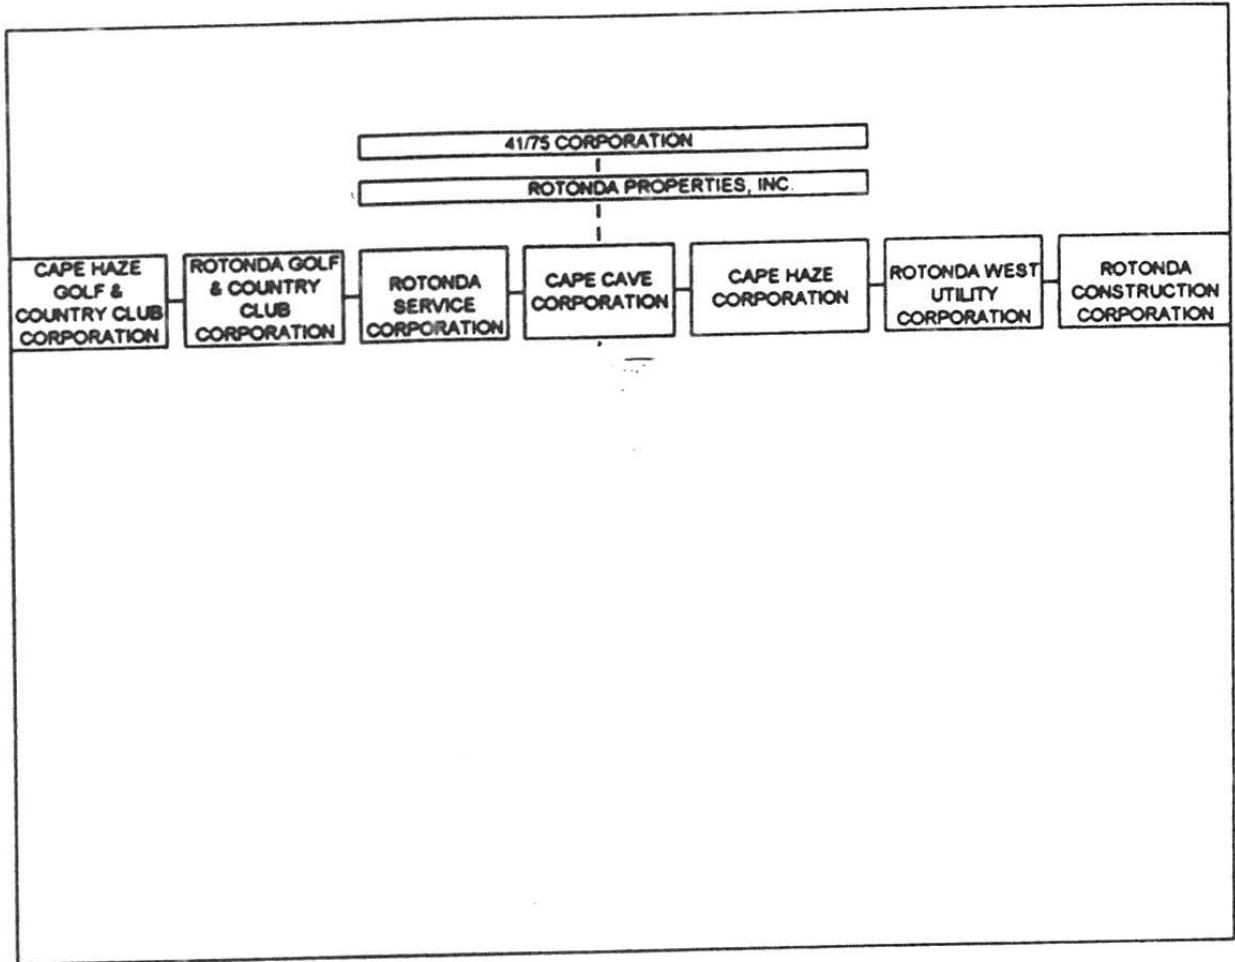 41/75 CORPORATION
ROTONDA PROPERTIES, INC.
CAPE HAZE
GOLF &
COUNTRY CLUB
CORPORATION
ROTONDA GOLF
& COUNTRY
CLUB
CORPORATION
ROTONDA
SERVICE
CORPORATION
CAPE CAVE
CORPORATION
CAPE HAZE
CORPORATION
ROTONDA WEST
UTILITY
CORPORATION
ROTONDA
CONSTRUCTION
CORPORATION